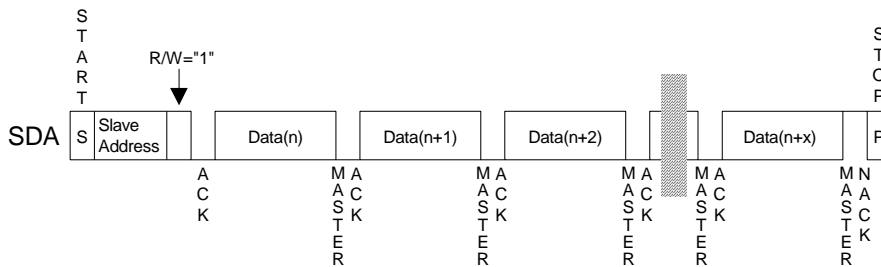 START
STOP
R/W="1"
SDA
S
Slave
Address
Data(n)
Data(n+1)
Data(n+2)
Data(n+x)
P
ACK
MASTER
ACK
MASTER
ACK
MASTER
ACK
MASTER
ACK
MASTER
NACK